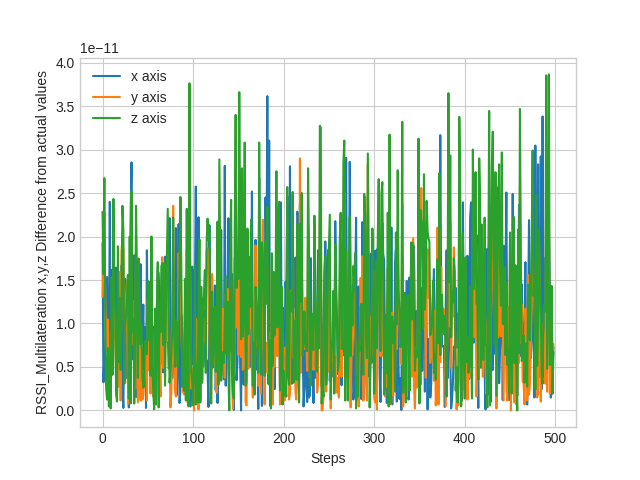 1e−11
4.0
3.5
3.0
2.5
2.0
1.5
1.0
0.5
0.0
RSSI_Multilateration x,y,z Difference from actual values
x axis
y axis
z axis
0 100 200 300 400 500
Steps